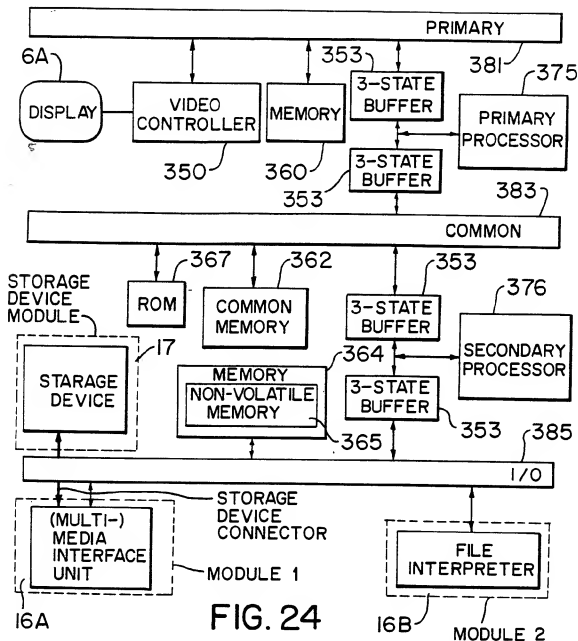 PRIMARY
6A
353
381
375
DISPLAY
VIDEO
CONTROLLER
MEMORY
3-STATE
BUFFER
PRIMARY
PROCESSOR
350
360
3-STATE
BUFFER
353
383
COMMON
STORAGE
DEVICE
MODULE
367
362
353
376
ROM
COMMON
MEMORY
3-STATE
BUFFER
SECONDARY
PROCESSOR
17
STARAGE
DEVICE
364
MEMORY
NON-VOLATILE
MEMORY
365
3-STATE
BUFFER
353
385
I/O
STORAGE
DEVICE
CONNECTOR
(MULTI-)
MEDIA
INTERFACE
UNIT
FILE
INTERPRETER
MODULE 1
16A
FIG. 24
16B
MODULE 2